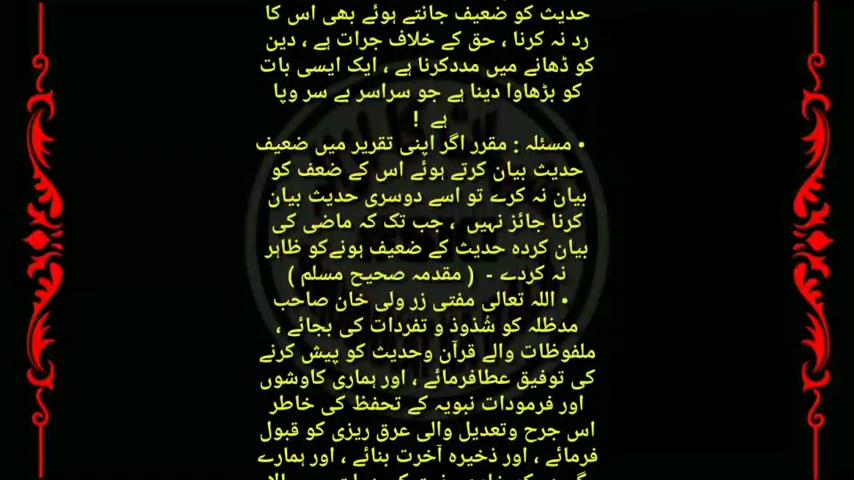 حدیث کو ضعیف جانتے ہوئے بھی اس کا
رد نہ کرنا ، حق کے خلاف جرات ہے ، دین
کو ڈھانے میں مددکرنا ہے ، ایک ایسی بات
کو بڑھاوا دینا ہے جو سراسر بے سر وپا
ہے !
• مسئلہ : مقرر اگر اپنی تقریر میں ضعیف
حدیث بیان کرتے ہوئے اس کے ضعف کو
بیان نہ کرے تو اسے دوسری حدیث بیان
کرنا جائز نہیں ، جب تک کہ ماضی کی
بیان کردہ حدیث کے ضعیف ہونےکو ظاہر
نہ کردے - ( مقدمہ صحیح مسلم )
• اللہ تعالی مفتی زر ولی خان صاحب
مدظلہ کو شُذوذ و تفردات کی بجائے ،
ملفوظات والے قرآن وحدیث کو پیش کرنے
کی توفیق عطافرمائے ، اور ہماری کاوشوں
اور فرمودات نبویہ کے تحفظ کی خاطر
اس جرح وتعدیل والی عرق ریزی کو قبول
فرمائے ، اور ذخیرہ آخرت بنائے ، اور ہمارے